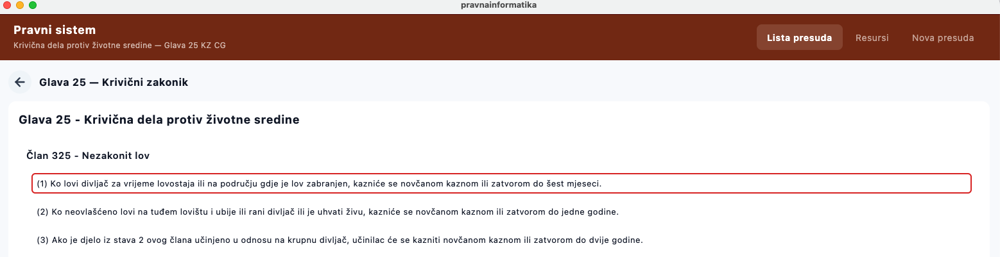 pravnainformatika
Pravni sistem
Krivična dela protiv životne sredine — Glava 25 KZ CG
Lista presuda
Resursi
Nova presuda
Glava 25 — Krivični zakonik
Glava 25 - Krivična dela protiv životne sredine
Član 325 - Nezakonit lov
(1) Ko lovi divljač za vrijeme lovostaja ili na području gdje je lov zabranjen, kazniće se novčanom kaznom ili zatvorom do šest mjeseci.
(2) Ko neovlašćeno lovi na tuđem lovištu i ubije ili rani divljač ili je uhvati živu, kazniće se novčanom kaznom ili zatvorom do jedne godine.
(3) Ako je djelo iz stava 2 ovog člana učinjeno u odnosu na krupnu divljač, učinilac će se kazniti novčanom kaznom ili zatvorom do dvije godine.